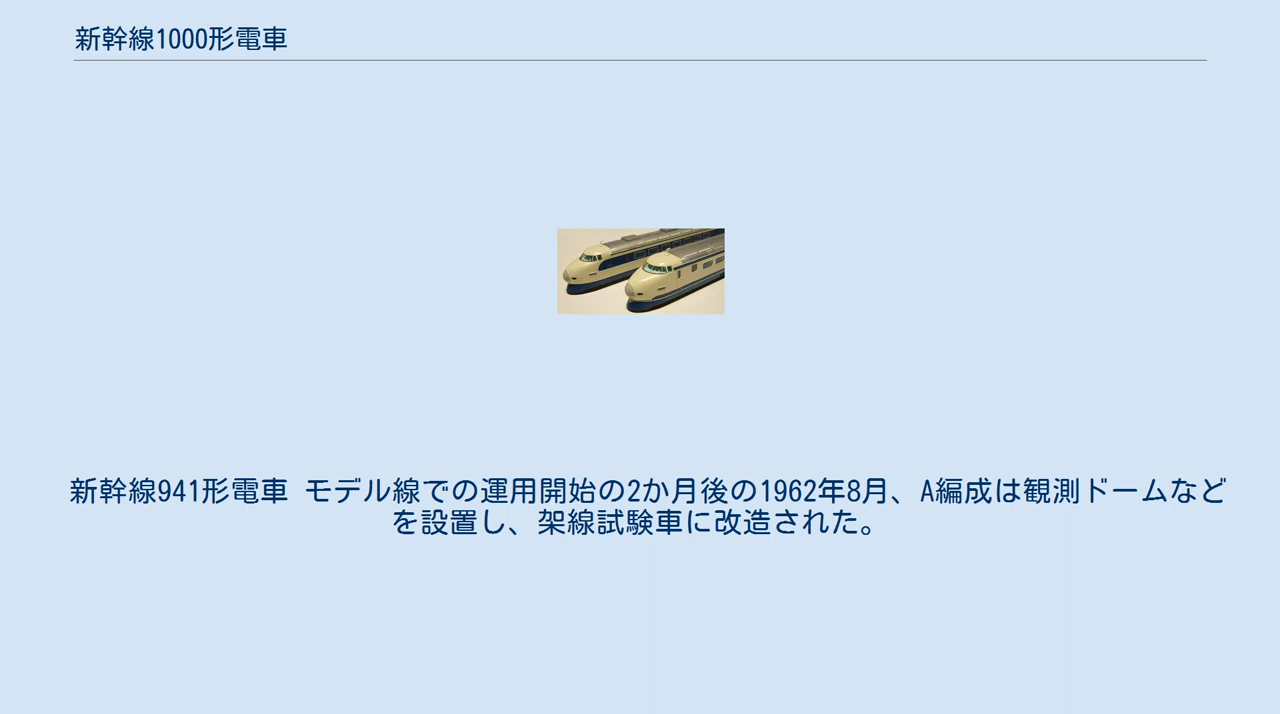 新幹線1000形電車
新幹線941形電車 モデル線での運用開始の2か月後の1962年8月、A編成は観測ドームなど
を設置し、架線試験車に改造された。